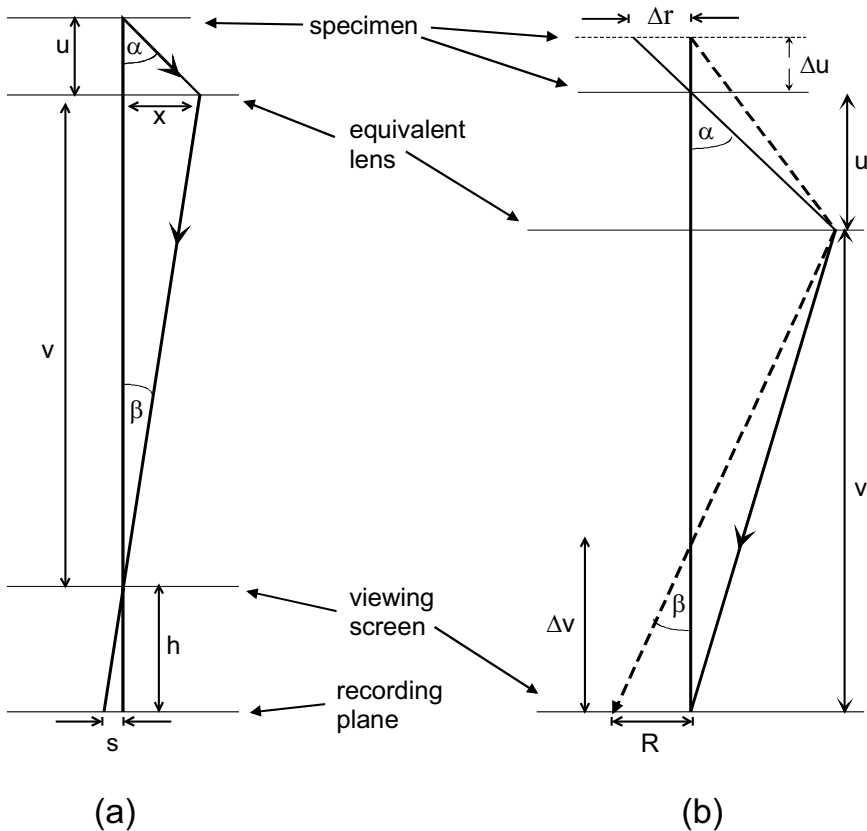 u
α
x
v
β
h
s
(a)
specimen
equivalent
lens
viewing
screen
recording
plane
Δr
Δu
α
u
v
Δv
β
R
(b)